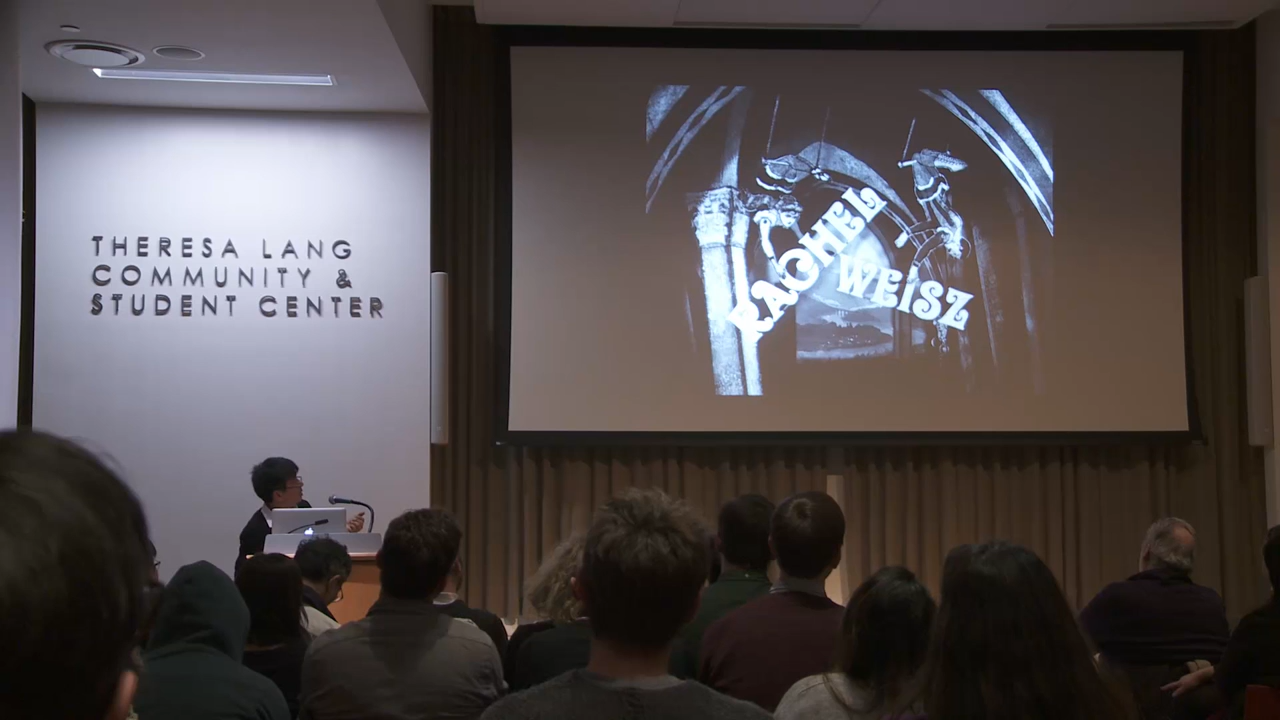 THERESA LANG
COMMUNITY &
STUDENT CENTER
RACHEL
WEISZ